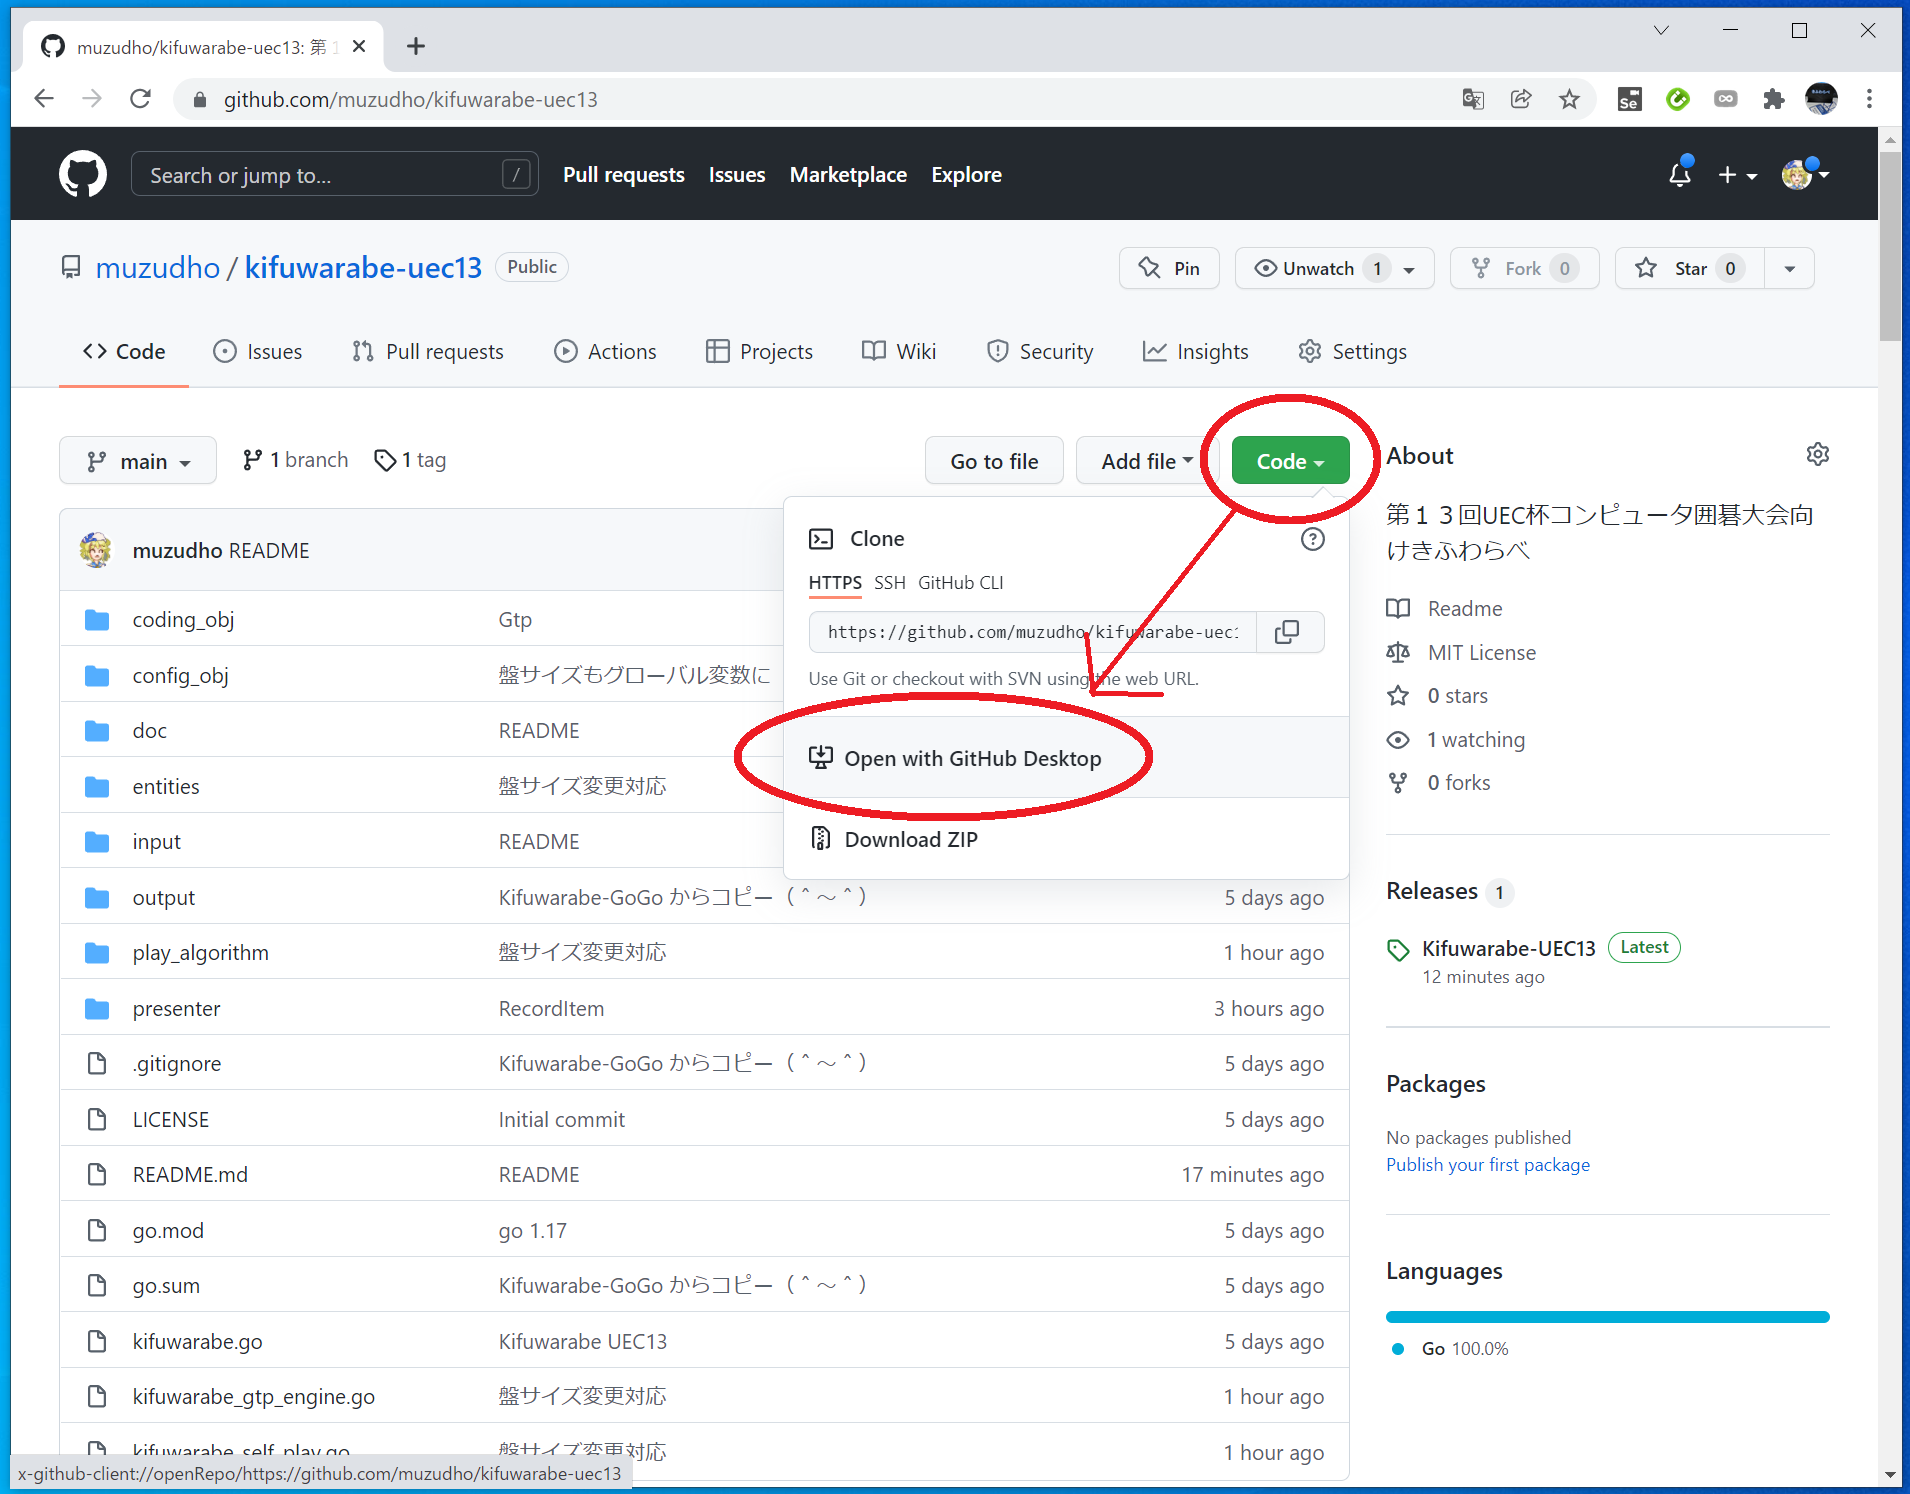 muzudho/kifuwarabe-uec13: 第 1
github.com/muzudho/kifuwarabe-uec13
Se
Search or jump to... /
Pull requests Issues Marketplace Explore
muzudho / kifuwarabe-uec13 Public
Pin Unwatch 1 Fork 0 Star 0
Code Issues Pull requests Actions Projects Wiki Security Insights Settings
main 1 branch 1 tag Go to file Add file Code
muzudho README
Clone
HTTPS SSH GitHub CLI
https://github.com/muzudho/kifuwarabe-uec1
Use Git or checkout with SVN using the web URL.
Open with GitHub Desktop
Download ZIP
coding_obj Gtp
config_obj 盤サイズもグローバル変数に
doc README
entities 盤サイズ変更対応
input README
output Kifuwarabe-GoGo からコピー（＾～＾） 5 days ago
play_algorithm 盤サイズ変更対応 1 hour ago
presenter RecordItem 3 hours ago
.gitignore Kifuwarabe-GoGo からコピー（＾～＾） 5 days ago
LICENSE Initial commit 5 days ago
README.md README 17 minutes ago
go.mod go 1.17 5 days ago
go.sum Kifuwarabe-GoGo からコピー（＾～＾） 5 days ago
kifuwarabe.go Kifuwarabe UEC13 5 days ago
kifuwarabe_gtp_engine.go 盤サイズ変更対応 1 hour ago
kifuwarabe_self_play.go 盤サイズ変更対応 1 hour ago
About
第１３回UEC杯コンピュータ囲碁大会向
けきふわらべ
Readme
MIT License
0 stars
1 watching
0 forks
Releases 1
Kifuwarabe-UEC13 Latest
12 minutes ago
Packages
No packages published
Publish your first package
Languages
Go 100.0%
x-github-client://openRepo/https://github.com/muzudho/kifuwarabe-uec13